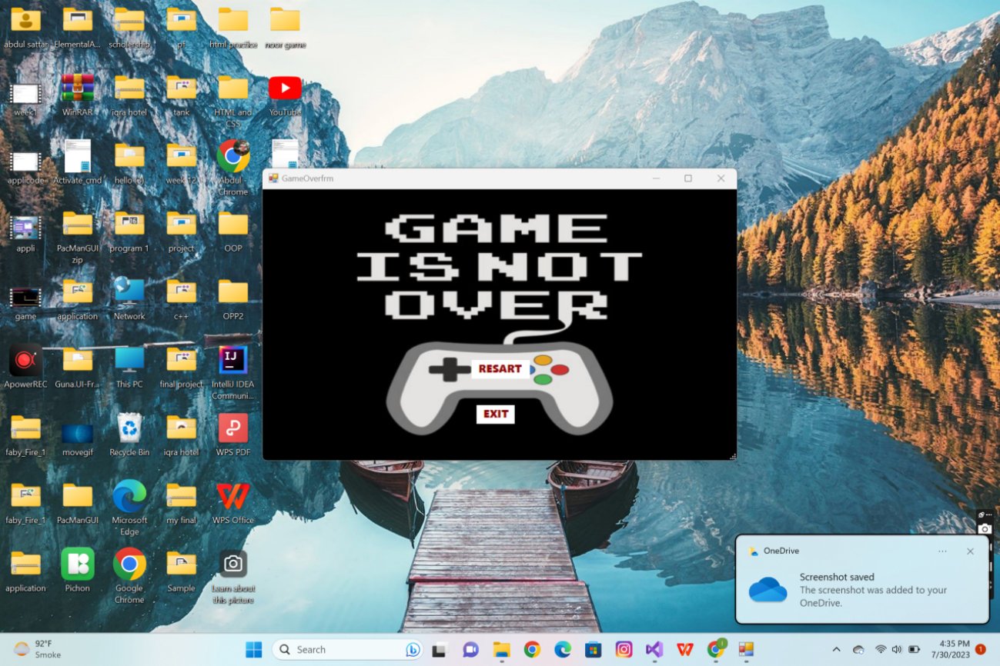 abdul sattar
ElementalA...
scholership
pf
html practice
noor game
week1
WinRAR
iqra hotel
tank
HTML and
CSS
YouTube
applicode
Activate_cmd
hello (3)
week 12
Abdul -
Chrome
appli
PacManGUI
zip
program 1
project
OOP
game
application
Network
c++
OPP2
ApowerREC
Guna.UI-Fr...
This PC
final project
IntelliJ IDEA
Communi...
faby_Fire_1
movegif
Recycle Bin
iqra hotel
WPS PDF
faby_Fire_1
PacManGUI
Microsoft
Edge
my final
WPS Office
application
Pichon
Google
Chrome
Sample
Learn about
this picture
GameOverfrm
GAME
IS NOT
OVER
RESART
EXIT
OneDrive
Screenshot saved
The screenshot was added to your
OneDrive.
92°F
Smoke
Search
4:35 PM
7/30/2023
1